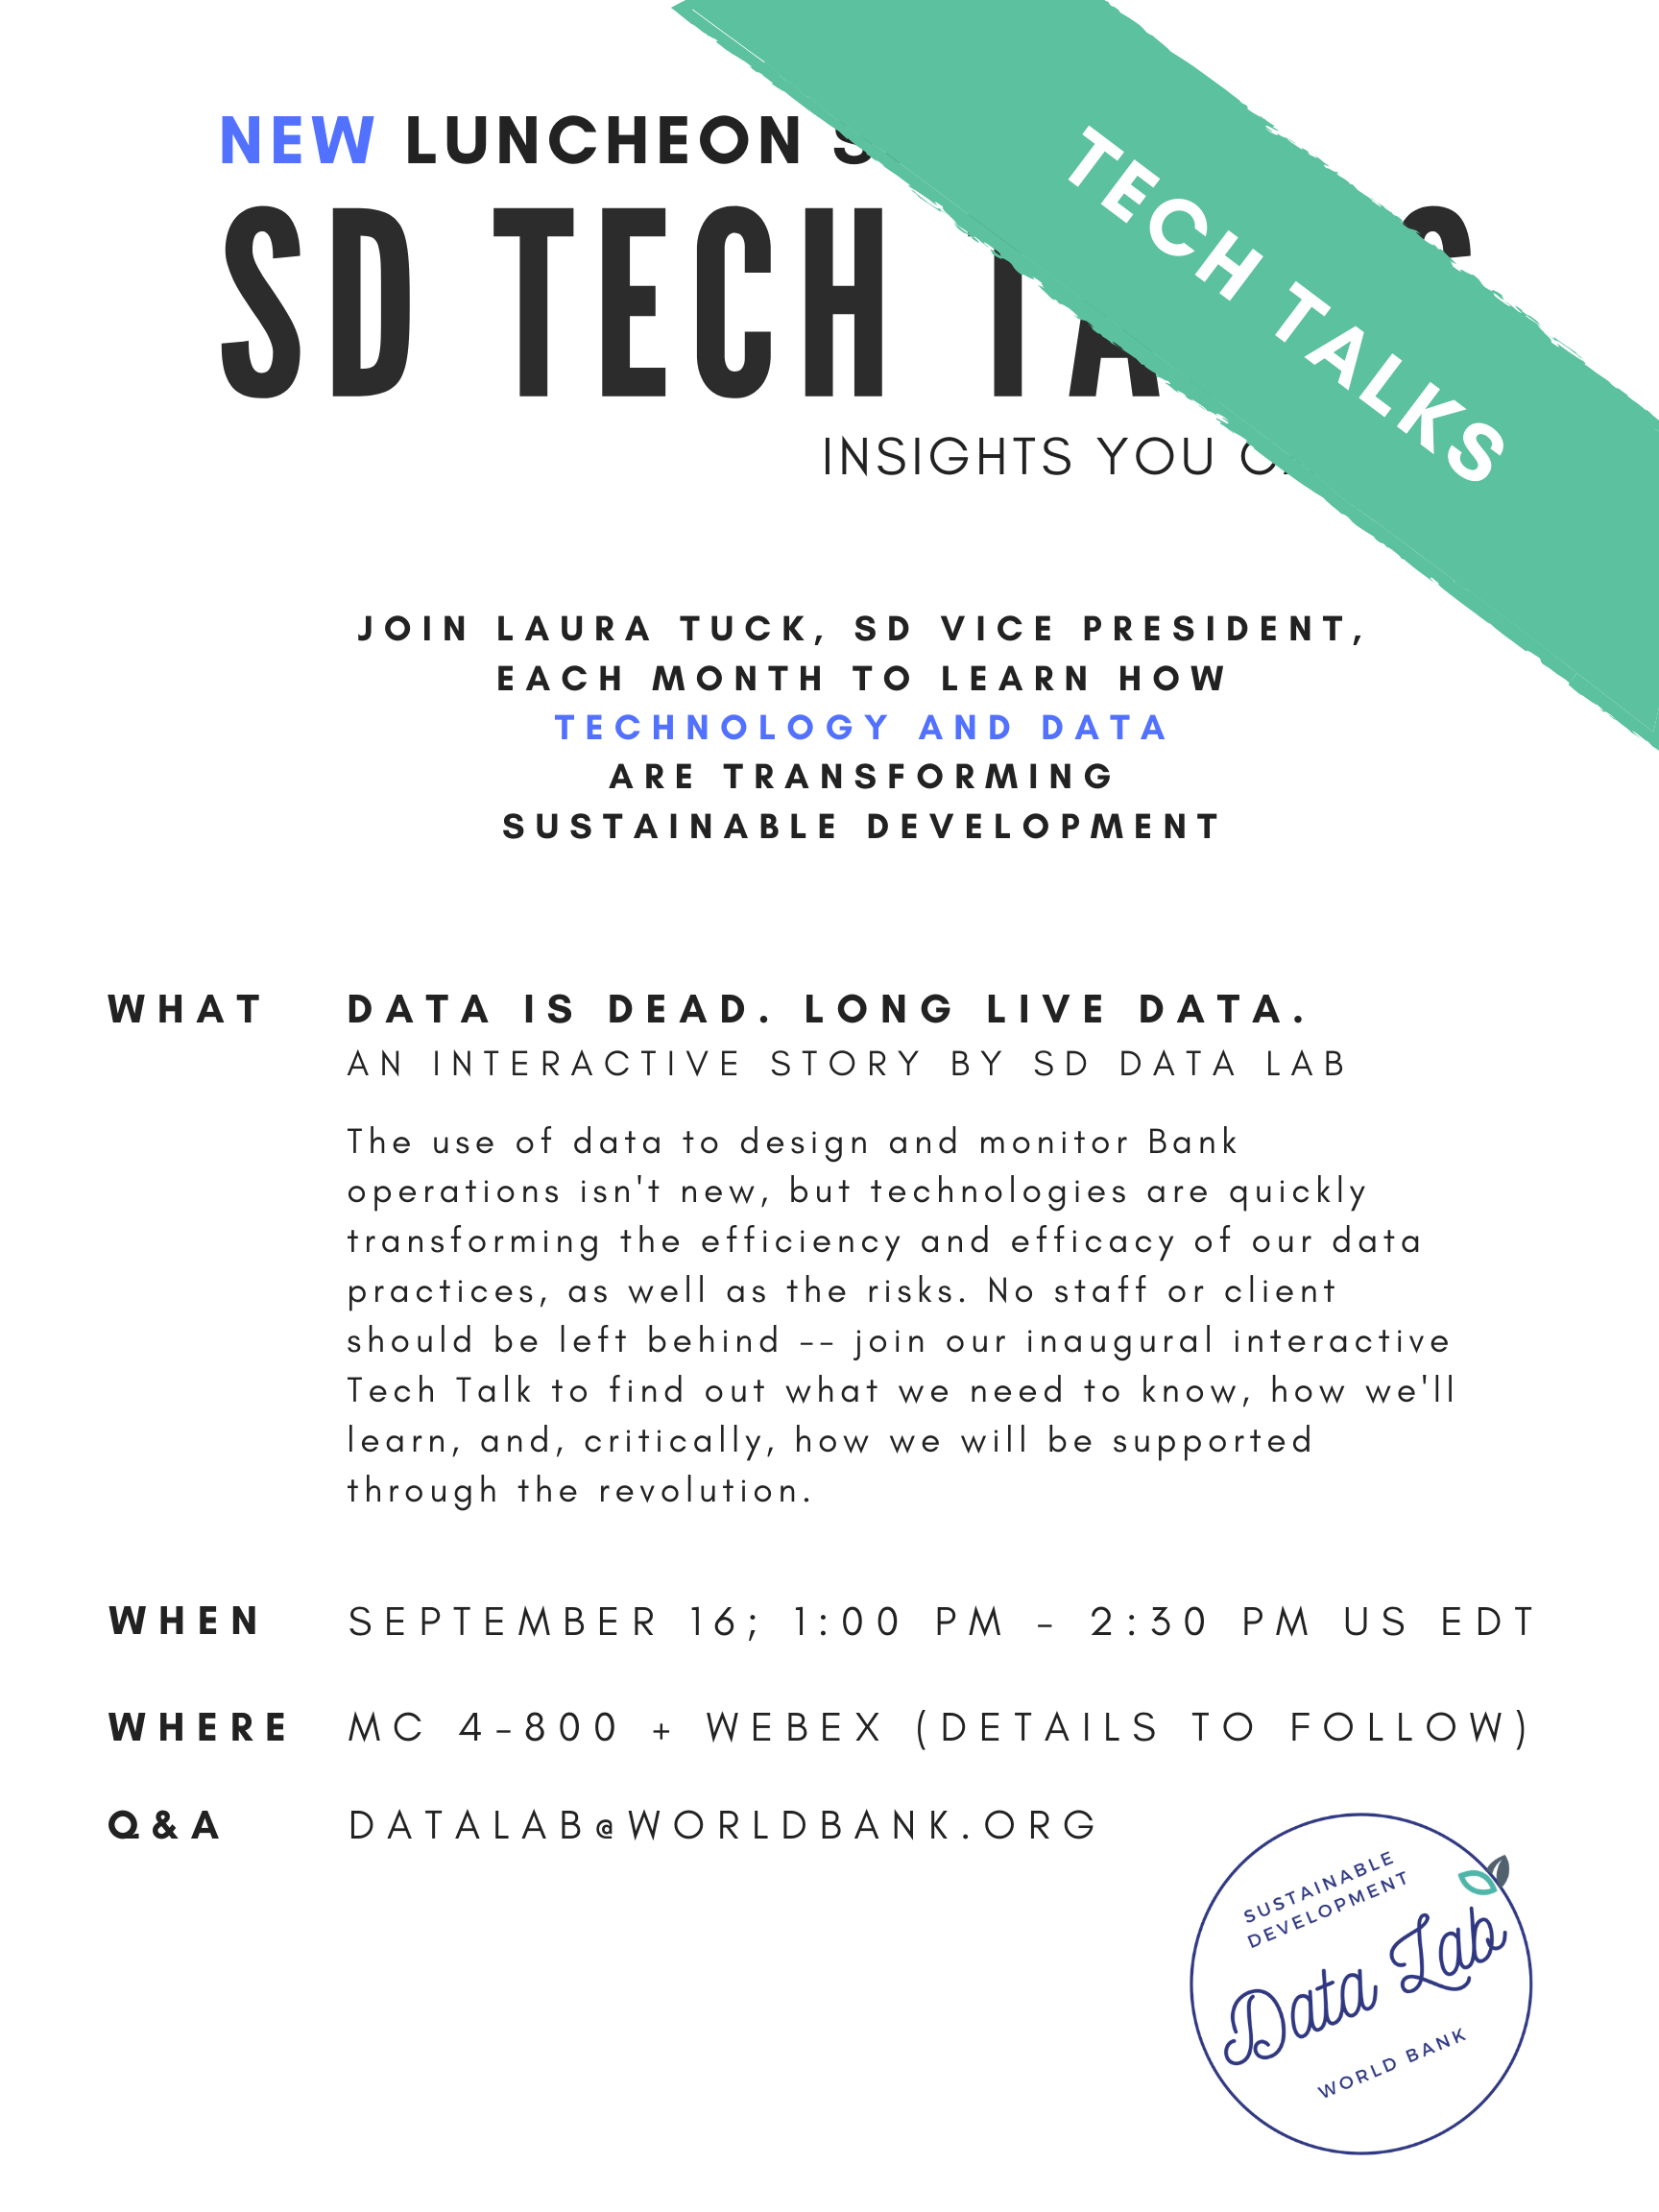 NEW LUNCHEON
SD TECH
TECH TALKS
INSIGHTS YOU
JOIN LAURA TUCK, SD VICE PRESIDENT,
EACH MONTH TO LEARN HOW
TECHNOLOGY AND DATA
ARE TRANSFORMING
SUSTAINABLE DEVELOPMENT
WHAT DATA IS DEAD. LONG LIVE DATA.
AN INTERACTIVE STORY BY SD DATA LAB
The use of data to design and monitor Bank
operations isn't new, but technologies are quickly
transforming the efficiency and efficacy of our data
practices, as well as the risks. No staff or client
should be left behind -- join our inaugural interactive
Tech Talk to find out what we need to know, how we'll
learn, and, critically, how we will be supported
through the revolution.
WHEN SEPTEMBER 16; 1:00 PM - 2:30 PM US EDT
WHERE MC 4-800 + WEBEX (DETAILS TO FOLLOW)
Q&A DATALAB@WORLDBANK.ORG
SUSTAINABLE
DEVELOPMENT
Data Lab
WORLD BANK